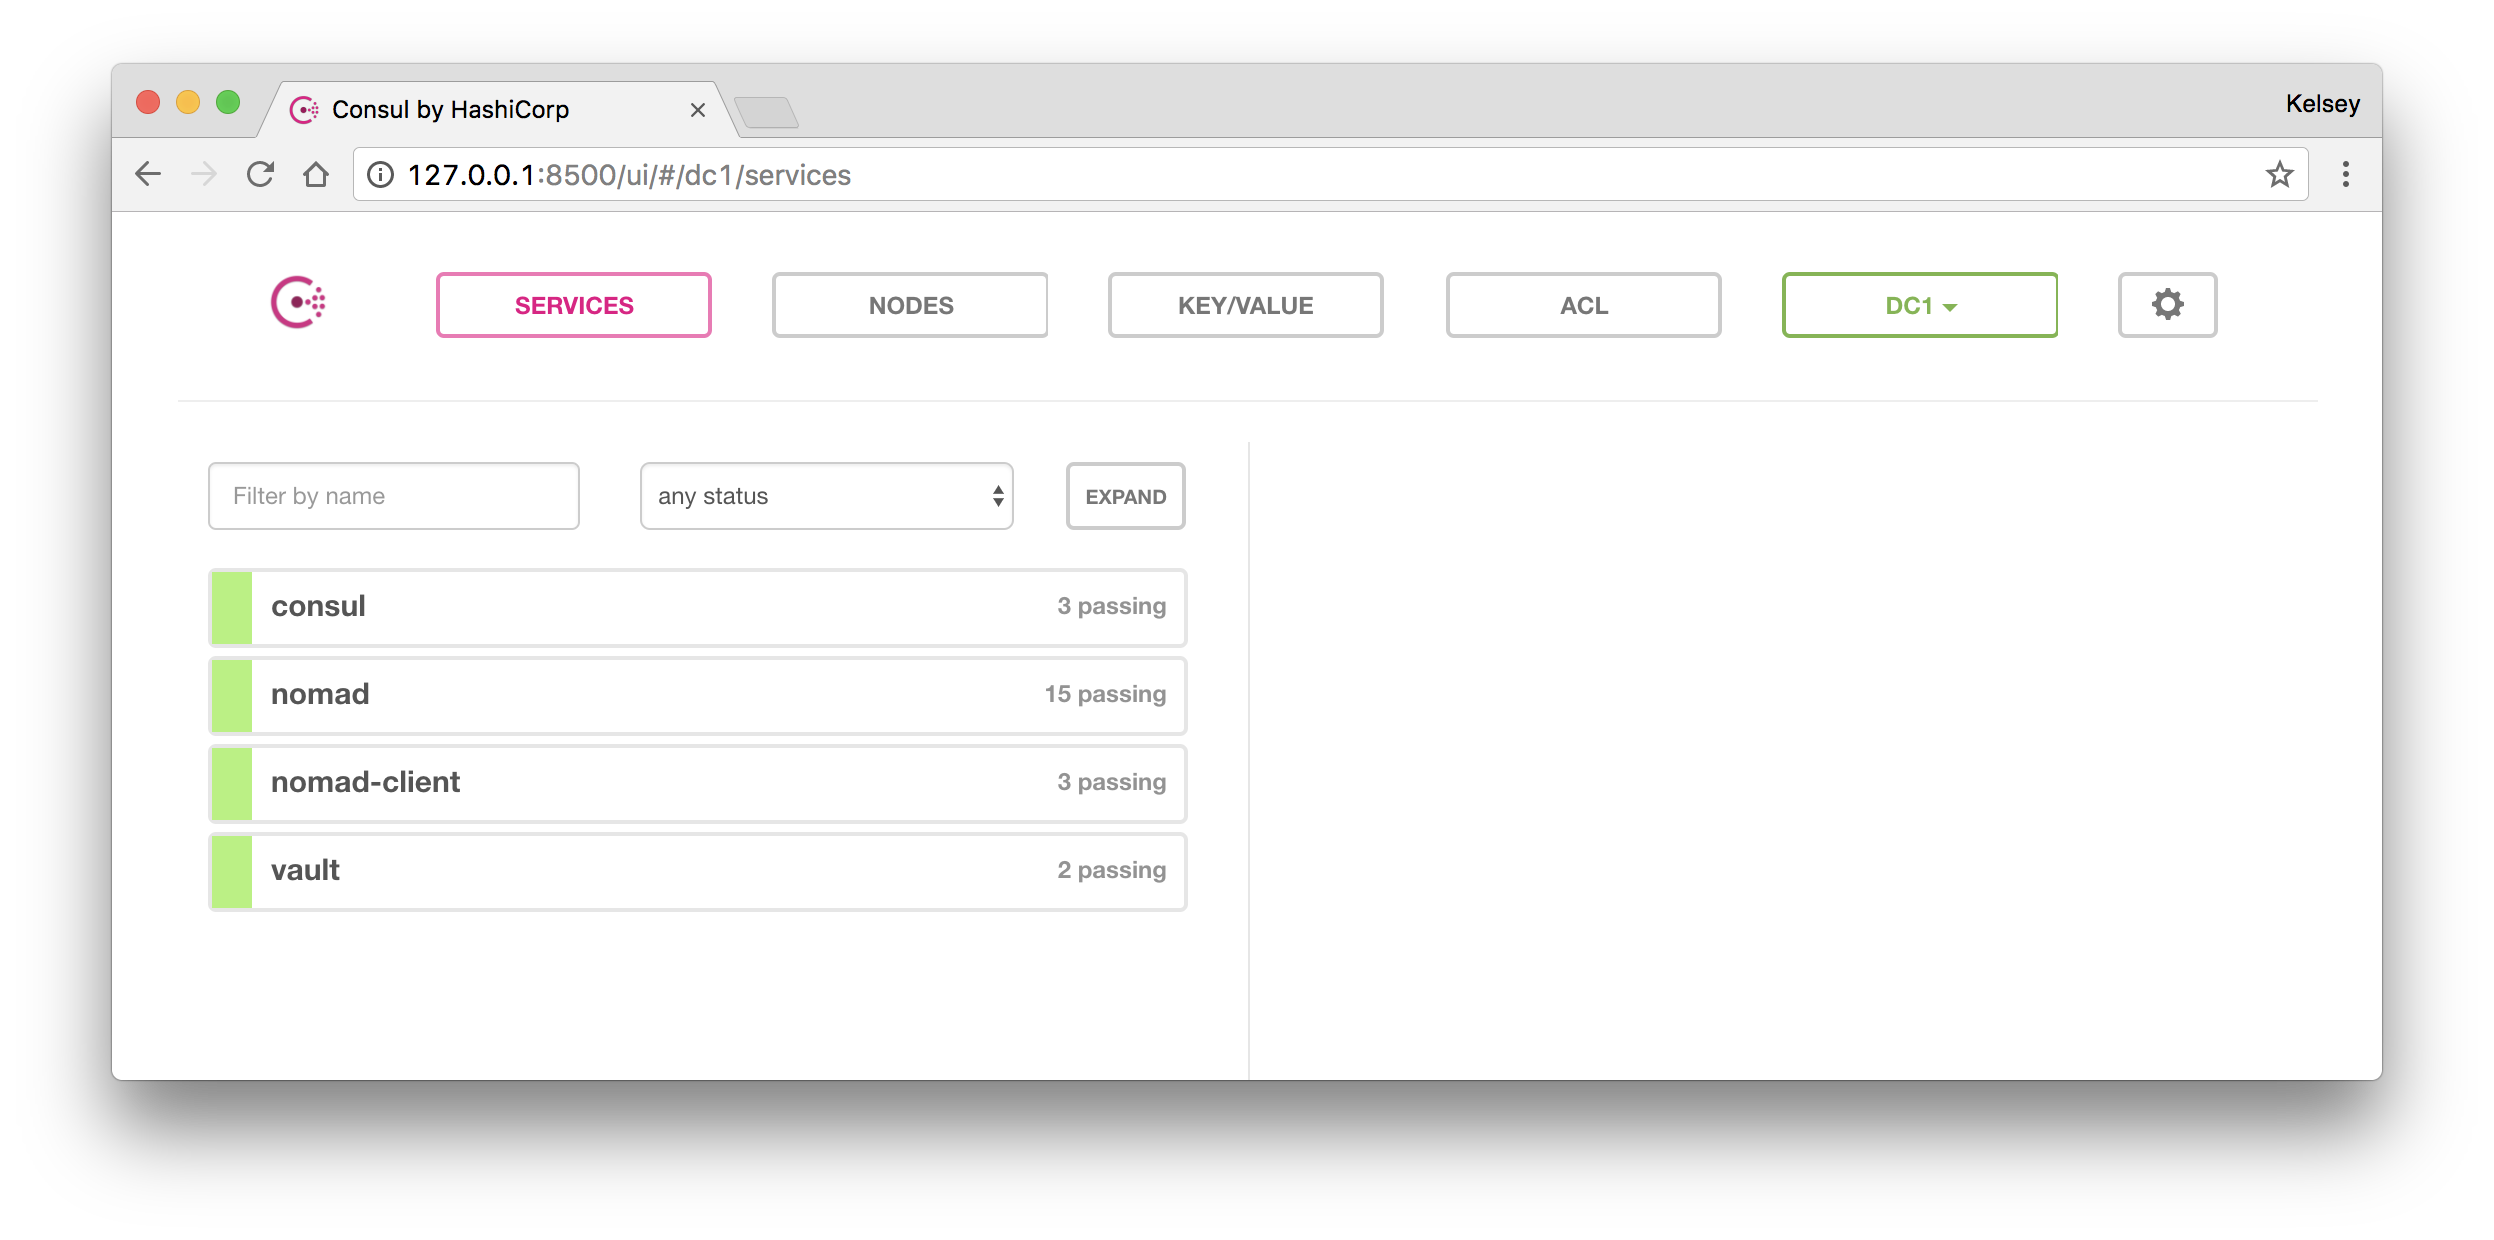 Consul by HashiCorp
Kelsey
127.0.0.1:8500/ui/#/dc1/services
SERVICES
NODES
KEY/VALUE
ACL
DC1
Filter by name
any status
EXPAND
consul 3 passing
nomad 15 passing
nomad-client 3 passing
vault 2 passing